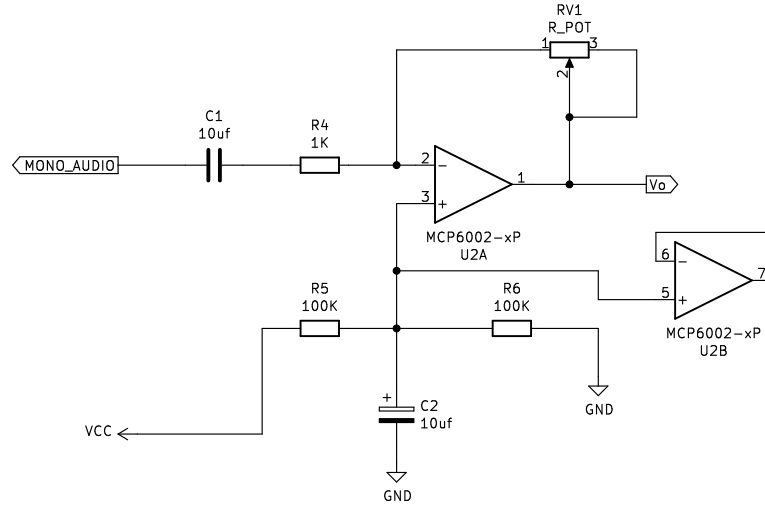 RV1
R_POT
1 3
2
C1
10uf
R4
1K
MONO_AUDIO
2 -
1
Vo
3 +
MCP6002-xP
U2A
6 -
7
5 +
MCP6002-xP
U2B
R5
100K
R6
100K
+
C2
10uf
GND
VCC
GND